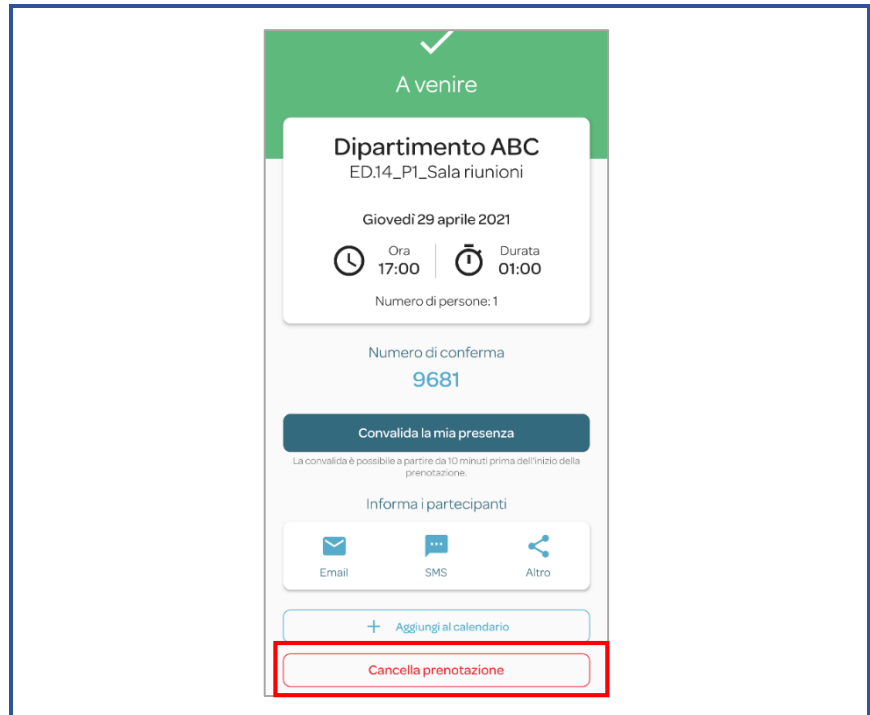 A venire
Dipartimento ABC
ED.14_P1_Sala riunioni
Giovedì 29 aprile 2021
Ora
17:00
Durata
01:00
Numero di persone: 1
Numero di conferma
9681
Convalida la mia presenza
La convalida è possibile a partire da 10 minuti prima dell'inizio della
prenotazione.
Informa i partecipanti
Email
SMS
Altro
+ Aggiungi al calendario
Cancella prenotazione